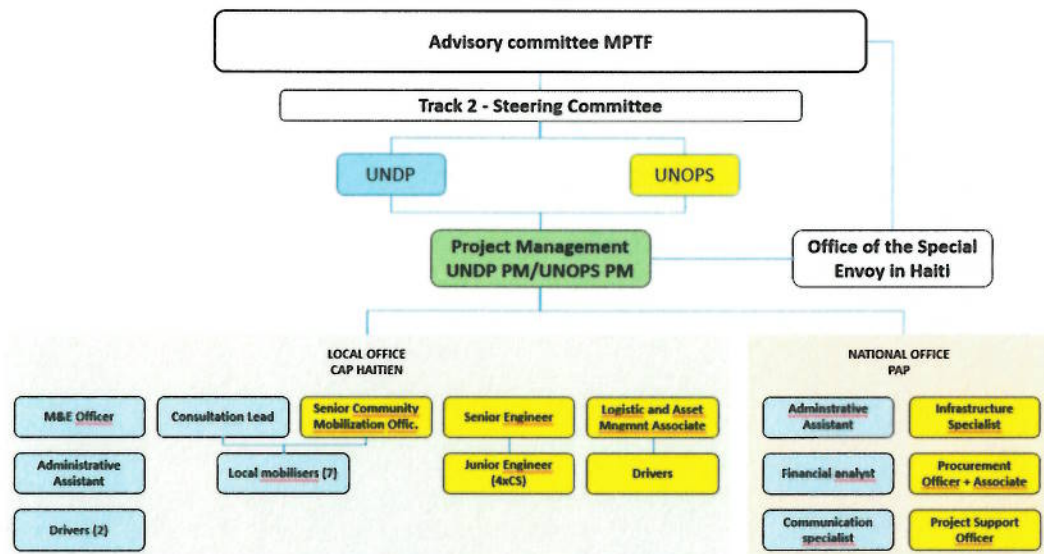 Advisory committee MPTF
Track 2 - Steering Committee
UNDP
UNOPS
Project Management
UNDP PM/UNOPS PM
Office of the Special
Envoy in Haiti
LOCAL OFFICE
CAP HAITIEN
M&E Officer
Consultation Lead
Senior Community
Mobilization Offic.
Senior Engineer
Logistic and Asset
Mngmnt Associate
Administrative
Assistant
Local mobilisers (7)
Junior Engineer
(4xCS)
Drivers
Drivers (2)
NATIONAL OFFICE
PAP
Adminstrative
Assistant
Infrastructure
Specialist
Financial analyst
Procurement
Officer + Associate
Communication
specialist
Project Support
Officer